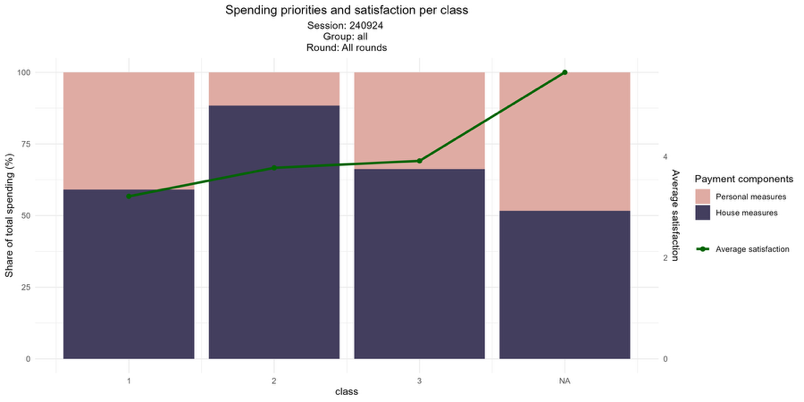 Spending priorities and satisfaction per class
Session: 240924
Group: all
Round: All rounds
Share of total spending (%)
100
75
50
25
0
1
2
3
NA
class
4
2
0
Average satisfaction
Payment components
Personal measures
House measures
Average satisfaction